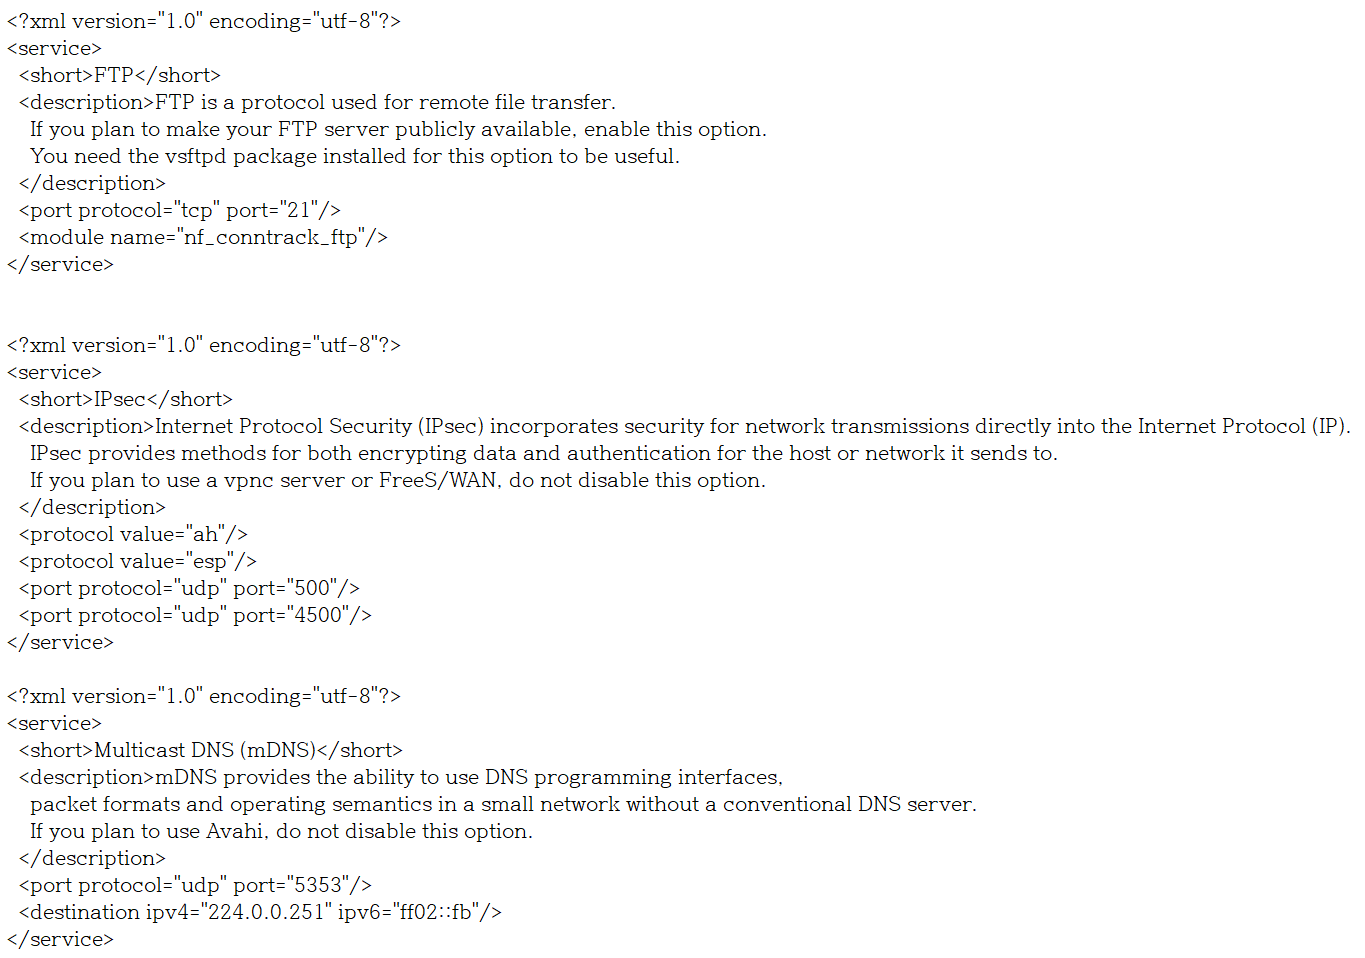 <?xml version="1.0" encoding="utf-8"?>
<service>
  <short>FTP</short>
  <description>FTP is a protocol used for remote file transfer.
    If you plan to make your FTP server publicly available, enable this option.
    You need the vsftpd package installed for this option to be useful.
  </description>
  <port protocol="tcp" port="21"/>
  <module name="nf_conntrack_ftp"/>
</service>

<?xml version="1.0" encoding="utf-8"?>
<service>
  <short>IPsec</short>
  <description>Internet Protocol Security (IPsec) incorporates security for network transmissions directly into the Internet Protocol (IP).
    IPsec provides methods for both encrypting data and authentication for the host or network it sends to.
    If you plan to use a vpnc server or FreeS/WAN, do not disable this option.
  </description>
  <protocol value="ah"/>
  <protocol value="esp"/>
  <port protocol="udp" port="500"/>
  <port protocol="udp" port="4500"/>
</service>

<?xml version="1.0" encoding="utf-8"?>
<service>
  <short>Multicast DNS (mDNS)</short>
  <description>mDNS provides the ability to use DNS programming interfaces,
    packet formats and operating semantics in a small network without a conventional DNS server.
    If you plan to use Avahi, do not disable this option.
  </description>
  <port protocol="udp" port="5353"/>
  <destination ipv4="224.0.0.251" ipv6="ff02::fb"/>
</service>